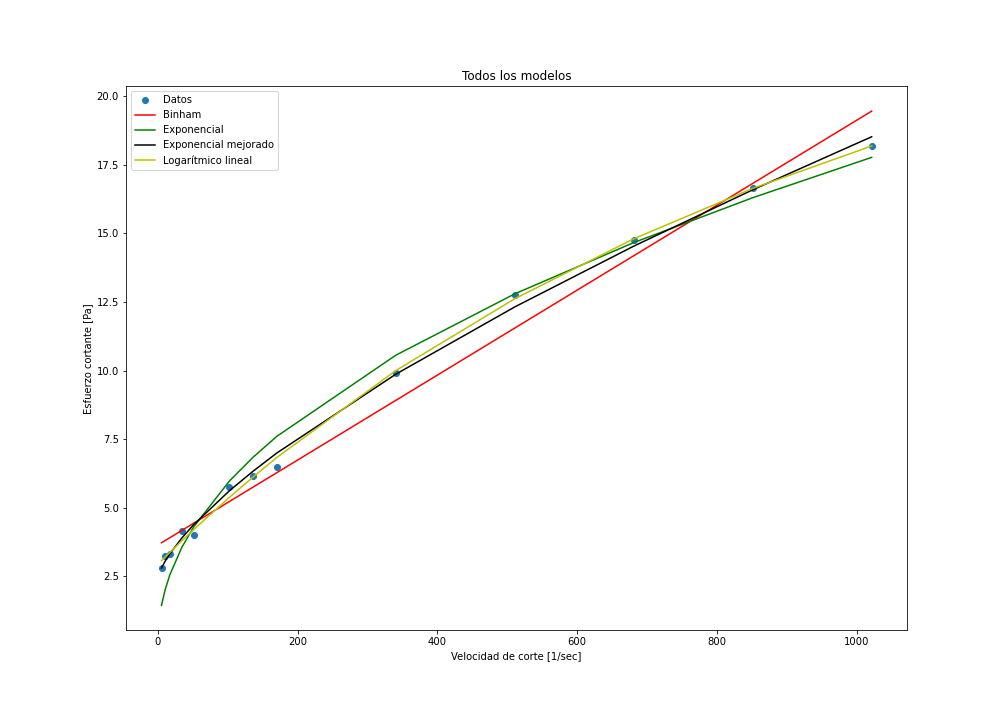 Todos los modelos
Datos
Binham
Exponencial
Exponencial mejorado
Logarítmico lineal
20.0
17.5
15.0
12.5
10.0
7.5
5.0
2.5
Esfuerzo cortante [Pa]
0 200 400 600 800 1000
Velocidad de corte [1/sec]